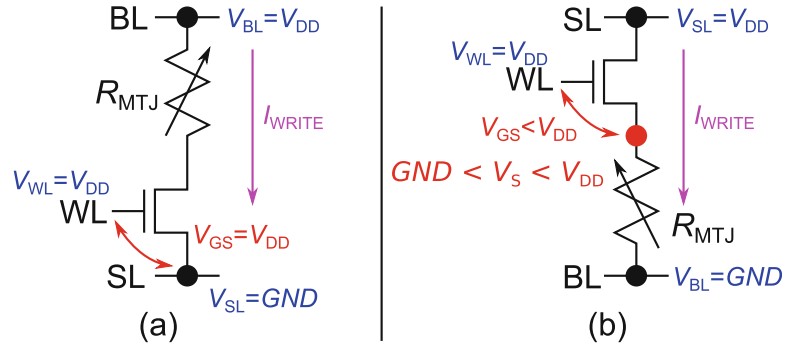 BL
V_BL=V_DD
R_MTJ
I_WRITE
V_WL=V_DD
WL
V_GS=V_DD
SL
V_SL=GND
(a)
SL
V_SL=V_DD
V_WL=V_DD
WL
I_WRITE
V_GS<V_DD
GND < V_S < V_DD
R_MTJ
BL
V_BL=GND
(b)